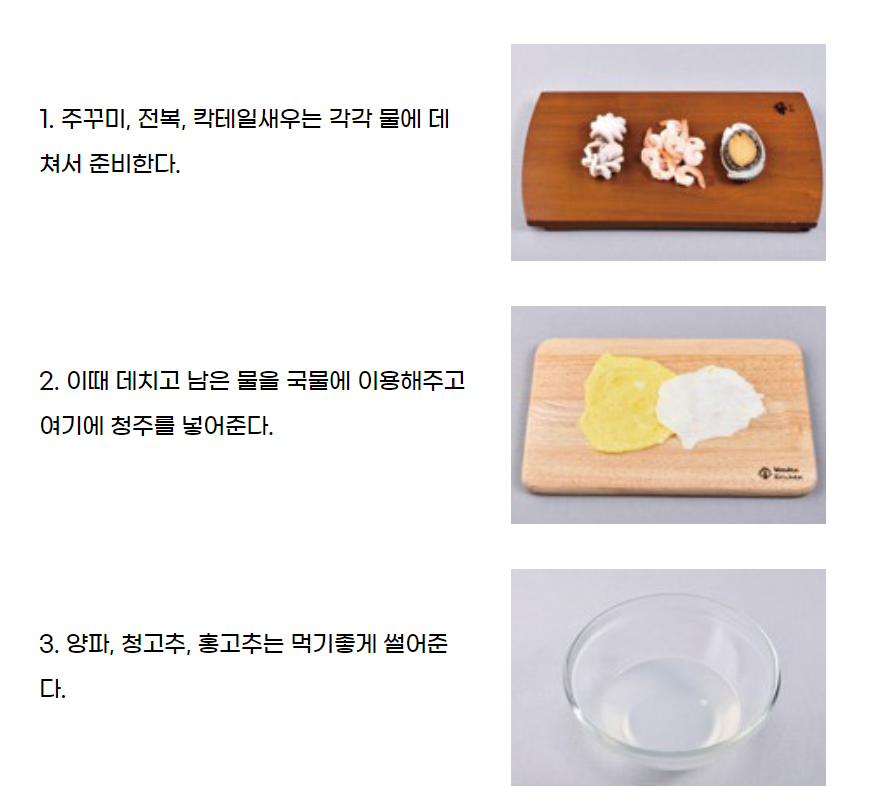 1. 주꾸미, 전복, 칵테일새우는 각각 물에 데
쳐서 준비한다.
2. 이때 데치고 남은 물을 국물에 이용해주고
여기에 청주를 넣어준다.
3. 양파, 청고추, 홍고추는 먹기좋게 썰어준
다.